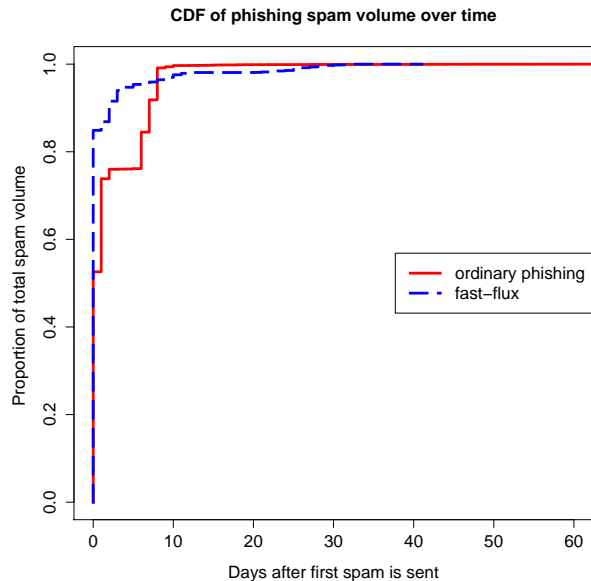 CDF of phishing spam volume over time
Proportion of total spam volume
1.0
0.8
0.6
0.4
0.2
0.0
ordinary phishing
fast−flux
0 10 20 30 40 50 60
Days after first spam is sent